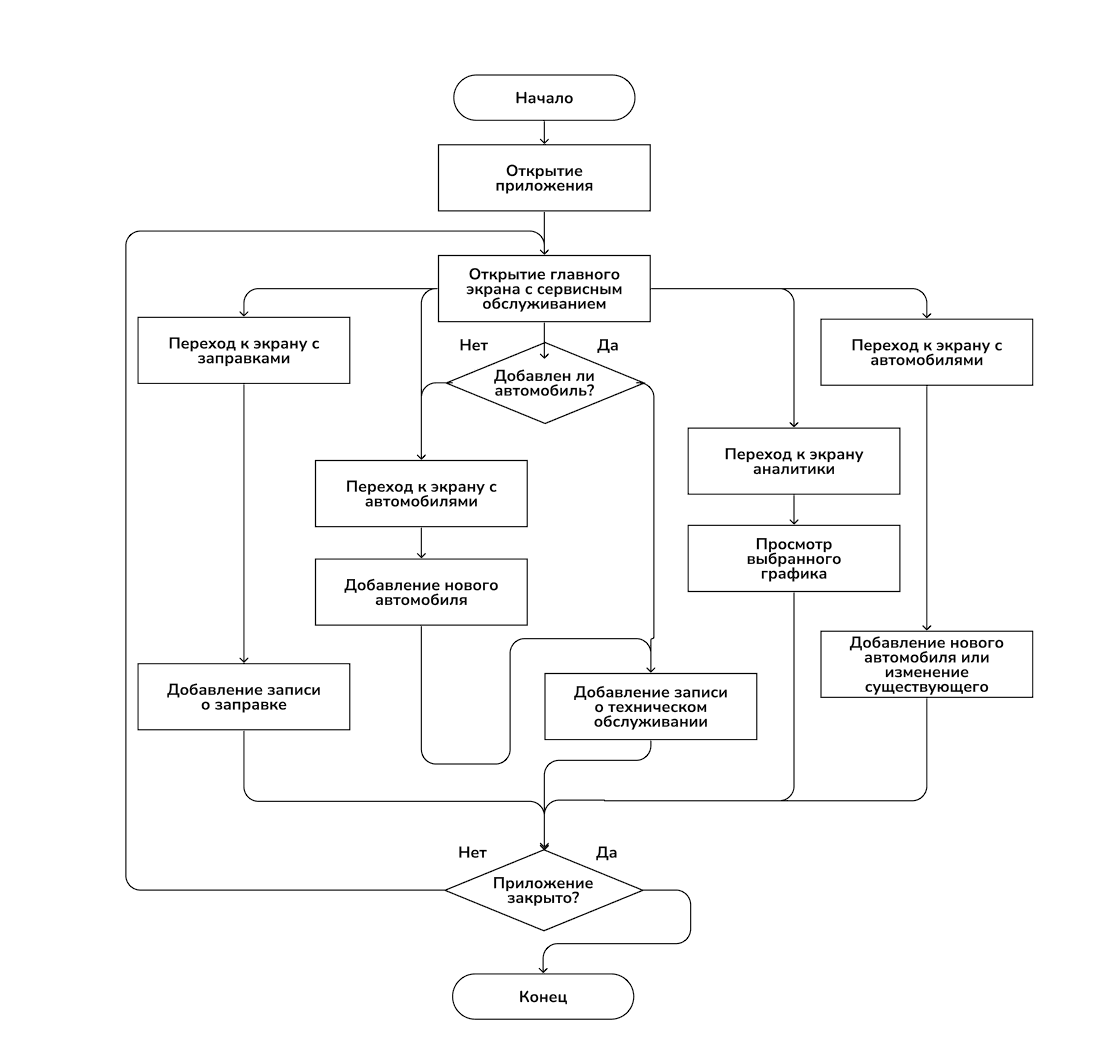 Начало
Открытие
приложения
Открытие главного
экрана с сервисным
обслуживанием
Переход к экрану с
заправками
Нет
Да
Переход к экрану с
автомобилями
Добавлен ли
автомобиль?
Переход к экрану
аналитики
Переход к экрану с
автомобилями
Просмотр
выбранного
графика
Добавление нового
автомобиля
Добавление нового
автомобиля или
изменение
существующего
Добавление записи
о заправке
Добавление записи
о техническом
обслуживании
Нет
Да
Приложение
закрыто?
Конец